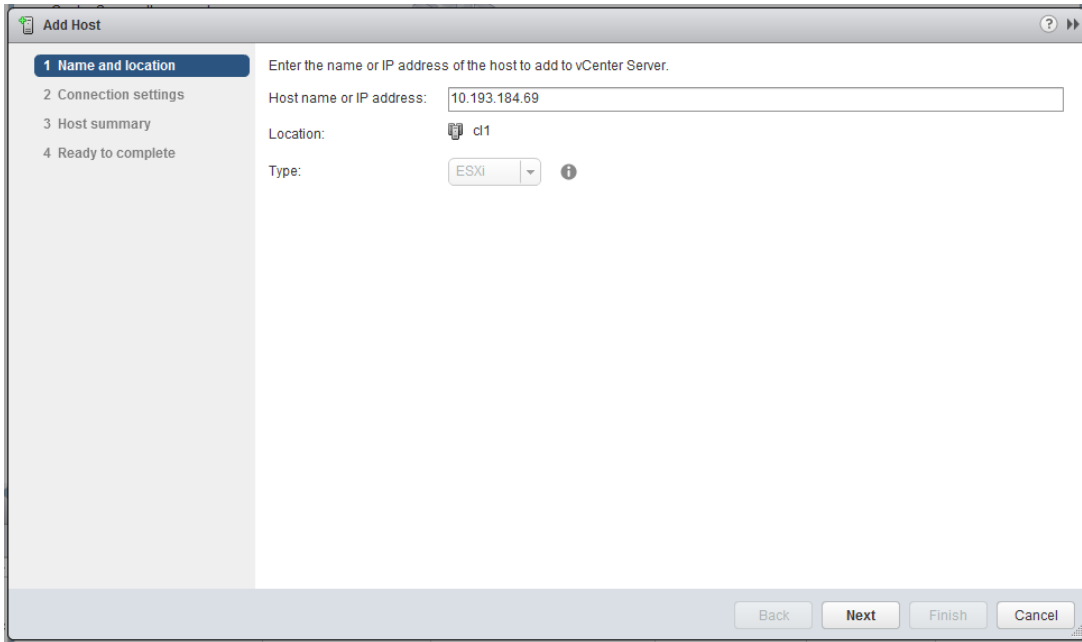 Add Host
?
1 Name and location
2 Connection settings
3 Host summary
4 Ready to complete
Enter the name or IP address of the host to add to vCenter Server.
Host name or IP address: 10.193.184.69
Location: cl1
Type: ESXi
Back Next Finish Cancel